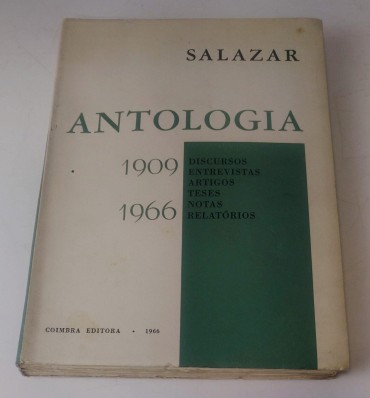 SALAZAR
ANTOLOGIA
1909
DISCURSOS
ENTREVISTAS
ARTIGOS
TESES
1966
NOTAS
RELATÓRIOS
COIMBRA EDITORA · 1966